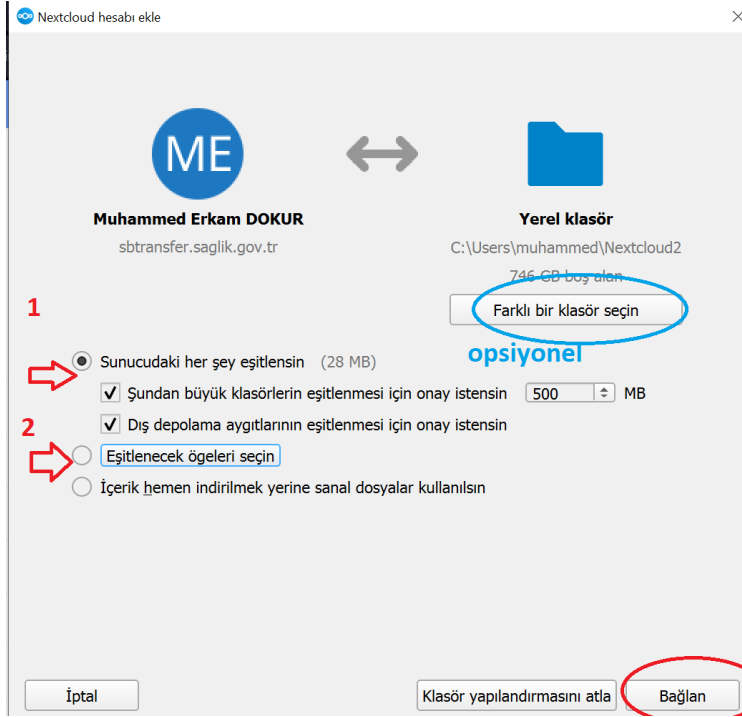 Nextcloud hesabı ekle
ME
Muhammed Erkam DOKUR
sbtransfer.saglik.gov.tr
Yerel klasör
C:\Users\muhammed\Nextcloud2
746 GB boş alan
Farklı bir klasör seçin
opsiyonel
1
Sunucudaki her şey eşitlensin (28 MB)
Şundan büyük klasörlerin eşitlenmesi için onay istensin 500 MB
Dış depolama aygıtlarının eşitlenmesi için onay istensin
2
Eşitlenecek ögeleri seçin
İçerik hemen indirilmek yerine sanal dosyalar kullanılsın
İptal
Klasör yapılandırmasını atla
Bağlan